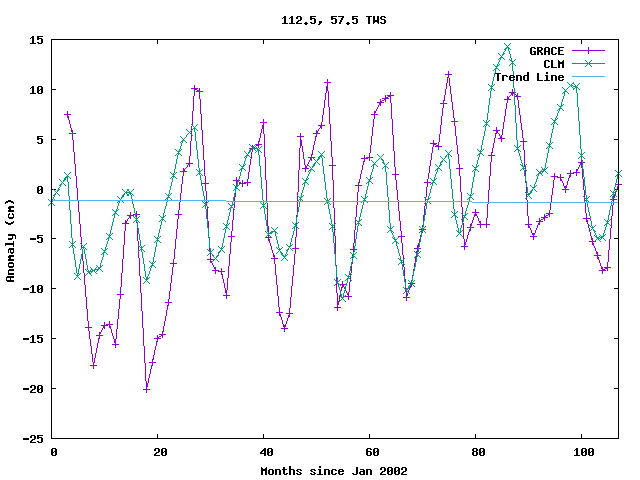 112.5, 57.5 TWS
GRACE
CLM
Trend Line
15
10
5
0
-5
-10
-15
-20
-25
Anomaly (cm)
0 20 40 60 80 100
Months since Jan 2002